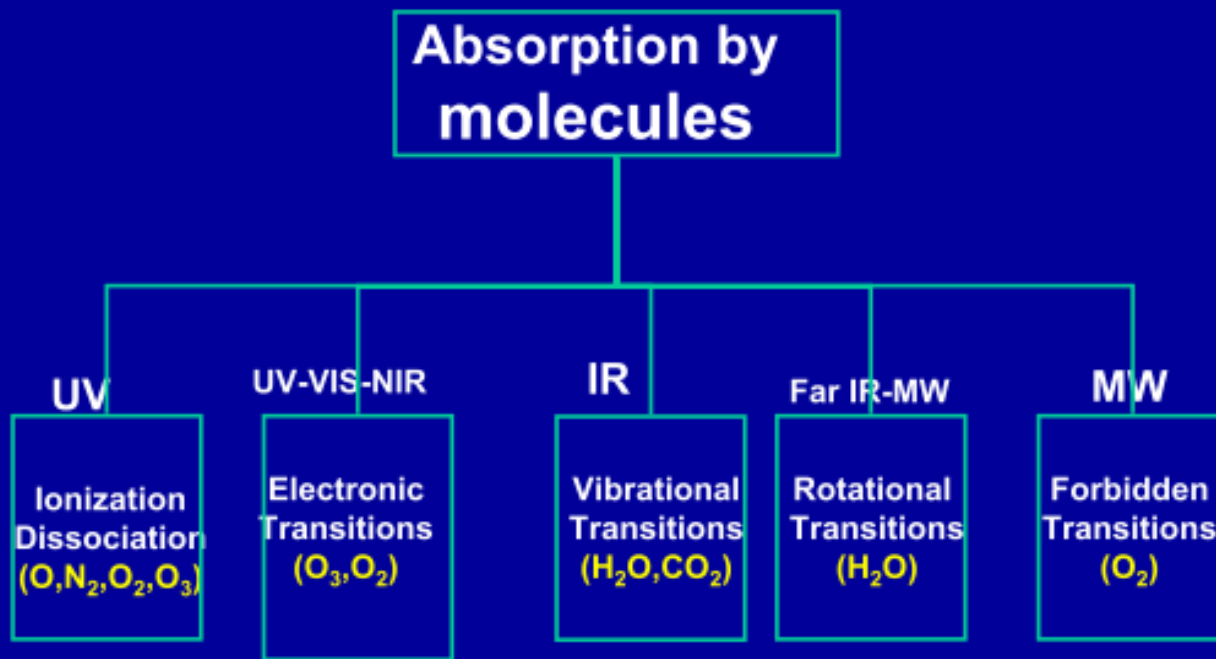 Absorption by
molecules
UV
UV-VIS-NIR
IR
Far IR-MW
MW
Ionization
Dissociation
(O,N₂,O₂,O₃)
Electronic
Transitions
(O₃,O₂)
Vibrational
Transitions
(H₂O,CO₂)
Rotational
Transitions
(H₂O)
Forbidden
Transitions
(O₂)